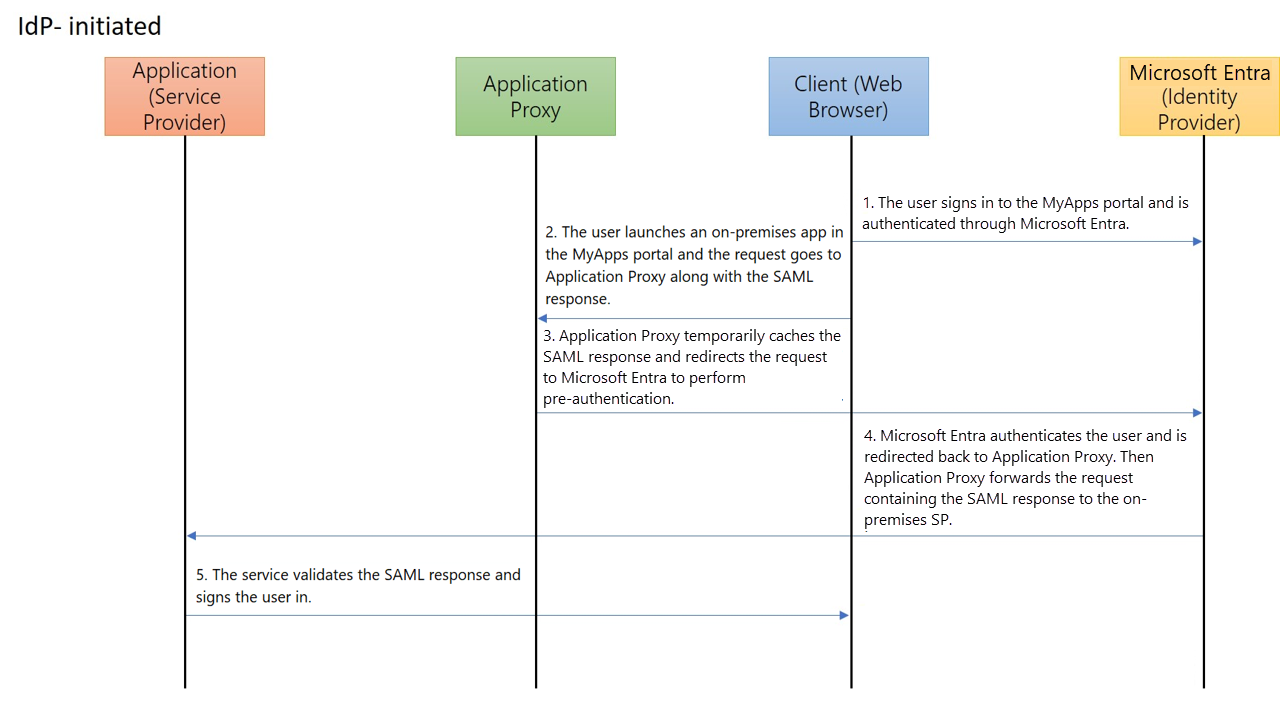 IdP- initiated
Application
(Service
Provider)
Application
Proxy
Client (Web
Browser)
Microsoft Entra
(Identity
Provider)
1. The user signs in to the MyApps portal and is
authenticated through Microsoft Entra.
2. The user launches an on-premises app in
the MyApps portal and the request goes to
Application Proxy along with the SAML
response.
3. Application Proxy temporarily caches the
SAML response and redirects the request
to Microsoft Entra to perform
pre-authentication.
4. Microsoft Entra authenticates the user and is
redirected back to Application Proxy. Then
Application Proxy forwards the request
containing the SAML response to the on-
premises SP.
5. The service validates the SAML response and
signs the user in.